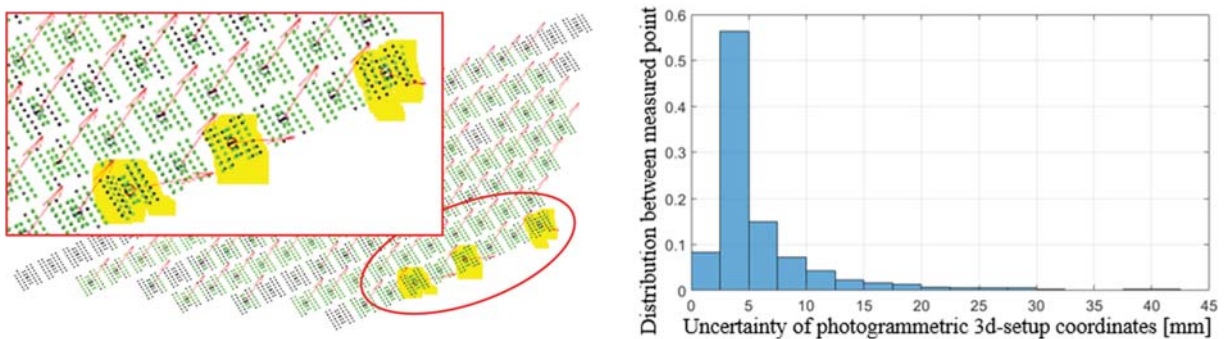 0.6
0.5
0.4
0.3
0.2
0.1
0
0 5 10 15 20 25 30 35 40 45
Distribution between measured point
Uncertainty of photogrammetric 3d-setup coordinates [mm]